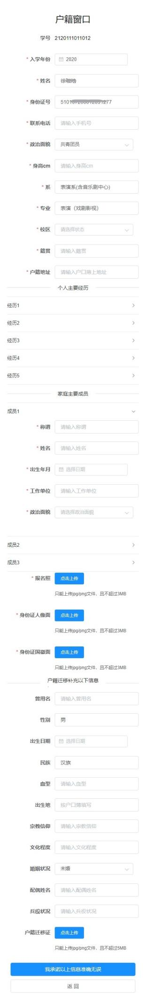 户籍窗口
学号 2120111011012
* 入学年份 2020
* 姓名 徐
* 身份证号
* 联系电话 请输入手机号
* 政治面貌 共青团员
* 身高cm 请输入身高cm
* 系 表演系(含音乐剧中心)
* 专业 表演（戏剧影视）
* 校区 请选择状态
* 籍贯 请输入籍贯
* 户籍地址 请输入户口薄上地址
个人主要经历
经历1
经历2
经历3
经历4
经历5
家庭主要成员
成员1
* 称谓 请输入称谓
* 姓名 请输入姓名
* 出生年月 选择日期
* 工作单位 请输入工作单位
* 政治面貌 请选择政治面貌
成员2
成员3
* 报名照 点击上传
只能上传jpg/png文件，且不超过3MB
* 身份证人像面 点击上传
只能上传jpg/png文件，且不超过3MB
* 身份证国徽面 点击上传
只能上传jpg/png文件，且不超过3MB
户籍迁移补充以下信息
曾用名 请输入曾用名
性别 男
出生日期 选择日期
民族 汉族
血型 请输入血型
出生地 按户口簿填写
宗教信仰 请输入宗教信仰
文化程度 请输入文化程度
婚姻状况 未婚
配偶姓名 请输入配偶姓名
兵役状况 请输入兵役状况
户籍迁移证 点击上传
只能上传jpg/png文件，且不超过5MB
我承诺以上信息准确无误
返 回